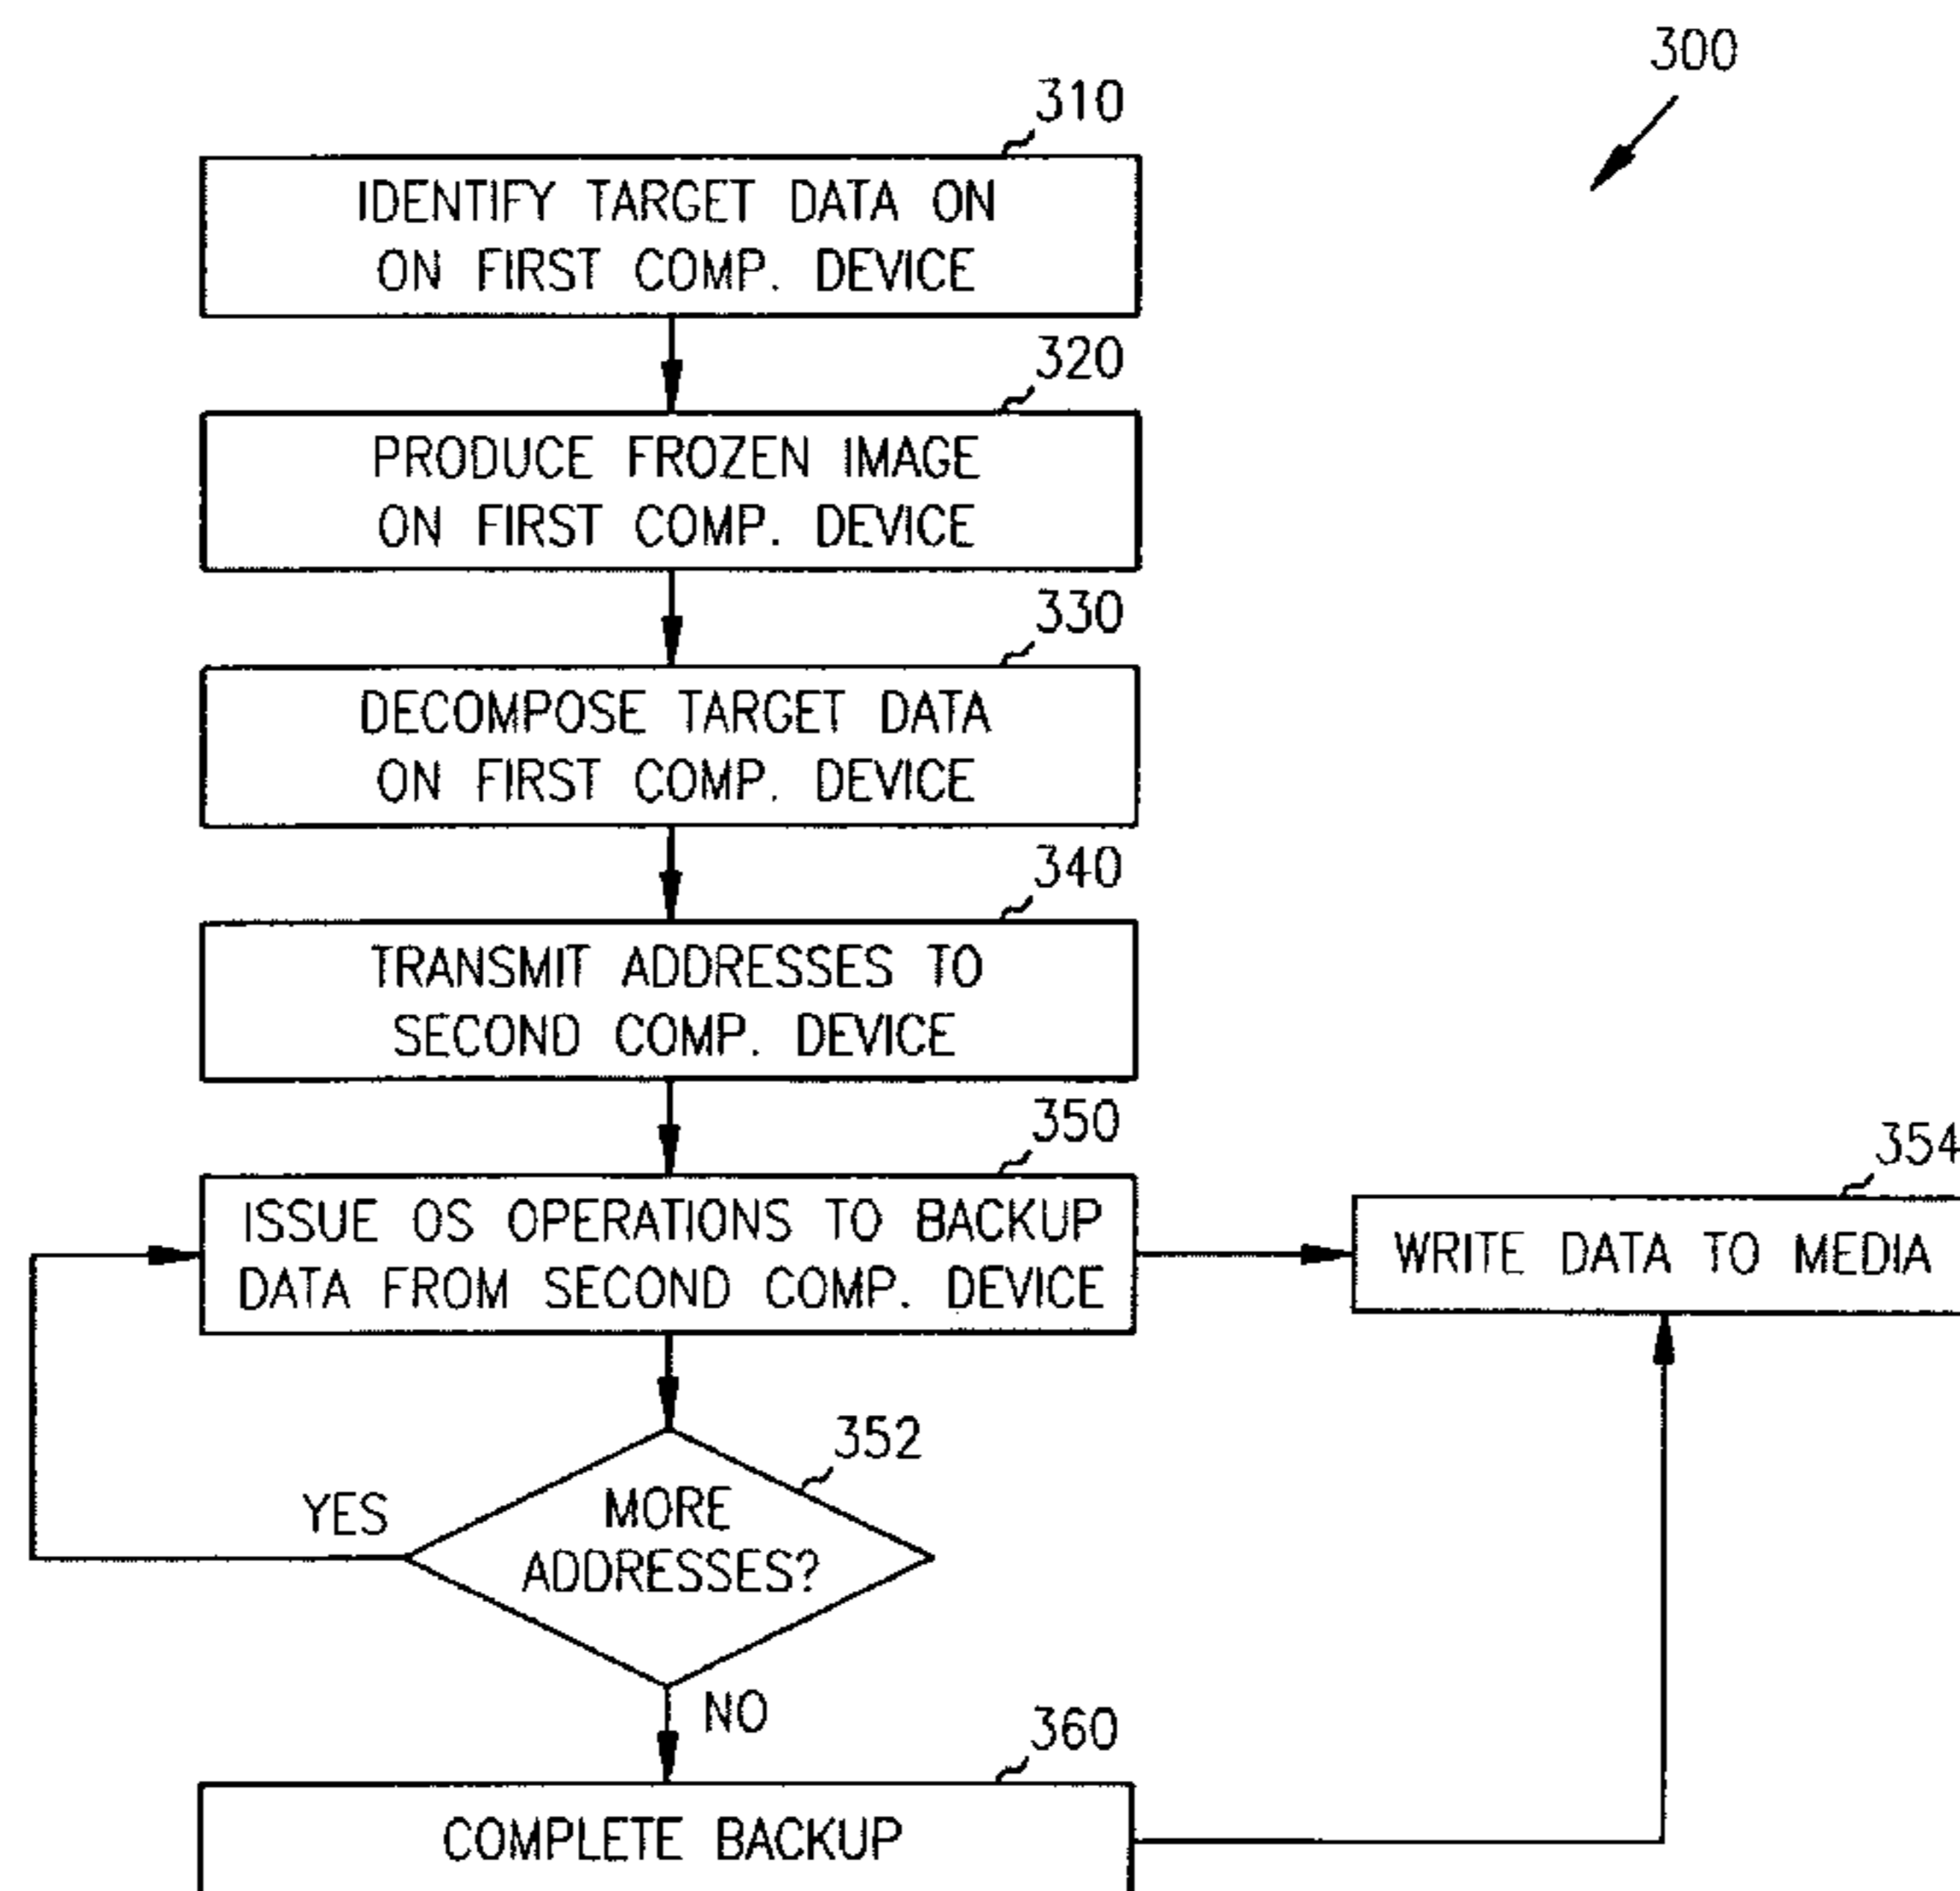 300
310
IDENTIFY TARGET DATA ON
ON FIRST COMP. DEVICE
320
PRODUCE FROZEN IMAGE
ON FIRST COMP. DEVICE
330
DECOMPOSE TARGET DATA
ON FIRST COMP. DEVICE
340
TRANSMIT ADDRESSES TO
SECOND COMP. DEVICE
350
ISSUE OS OPERATIONS TO BACKUP
DATA FROM SECOND COMP. DEVICE
354
WRITE DATA TO MEDIA
352
MORE
ADDRESSES?
YES
NO
360
COMPLETE BACKUP